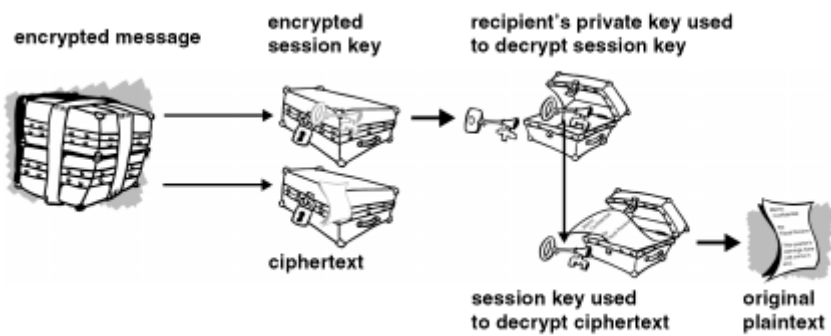 encrypted message
encrypted
session key
recipient's private key used
to decrypt session key
ciphertext
session key used
to decrypt ciphertext
original
plaintext